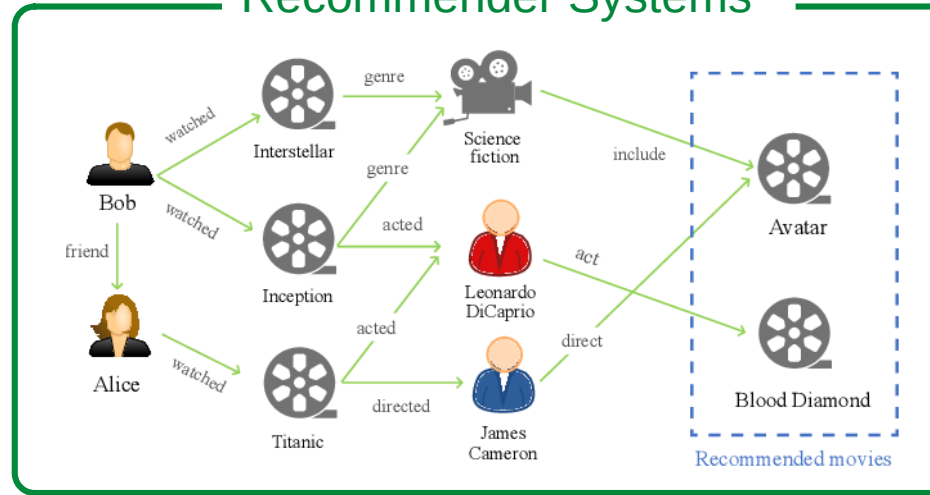 Recommender Systems
genre
watched
Interstellar
Science
fiction
include
Bob
genre
watched
acted
Avatar
friend
act
Inception
Leonardo
DiCaprio
acted
direct
Alice
watched
directed
Blood Diamond
Titanic
James
Cameron
Recommended movies